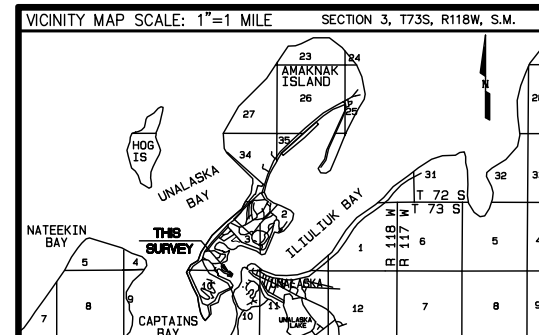 VICINITY MAP SCALE: 1"=1 MILE
SECTION 3, T73S, R118W, S.M.
23
24
AMAKNAK
ISLAND
26
27
25
N
HOG
IS
35
34
31
32
UNALASKA
BAY
T 72 S
T 73 S
2
ILIULIUK BAY
NATEEKIN
BAY
THIS
SURVEY
3
1
R 118 W
R 117 W
6
5
5
4
10
UNALASKA
7
8
9
10
11
12
7
8
CAPTAINS
BAY
UNALASKA
LAKE